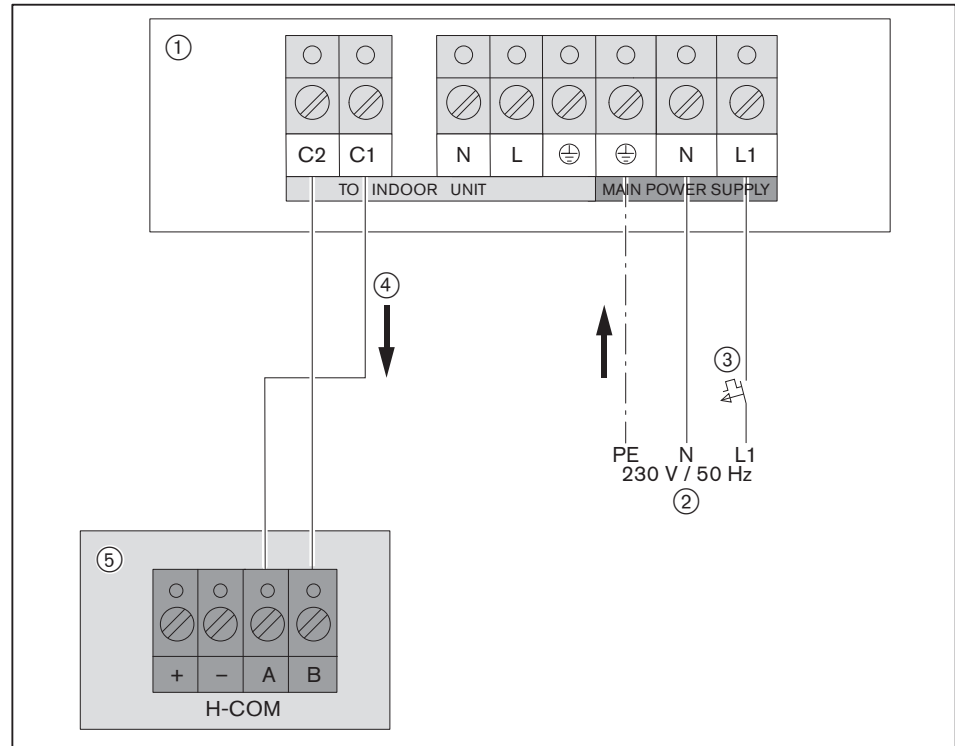 ①
C2 C1 N L N L1
TO INDOOR UNIT MAIN POWER SUPPLY
④
③
PE N L1
230 V / 50 Hz
②
⑤
+ – A B
H-COM